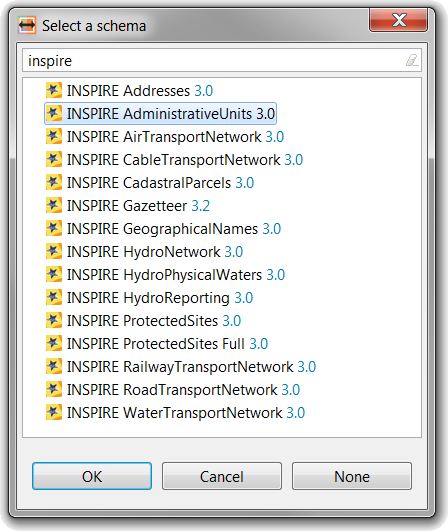 Select a schema
inspire
INSPIRE Addresses 3.0
INSPIRE AdministrativeUnits 3.0
INSPIRE AirTransportNetwork 3.0
INSPIRE CableTransportNetwork 3.0
INSPIRE CadastralParcels 3.0
INSPIRE Gazetteer 3.2
INSPIRE GeographicalNames 3.0
INSPIRE HydroNetwork 3.0
INSPIRE HydroPhysicalWaters 3.0
INSPIRE HydroReporting 3.0
INSPIRE ProtectedSites 3.0
INSPIRE ProtectedSites Full 3.0
INSPIRE RailwayTransportNetwork 3.0
INSPIRE RoadTransportNetwork 3.0
INSPIRE WaterTransportNetwork 3.0
OK Cancel None